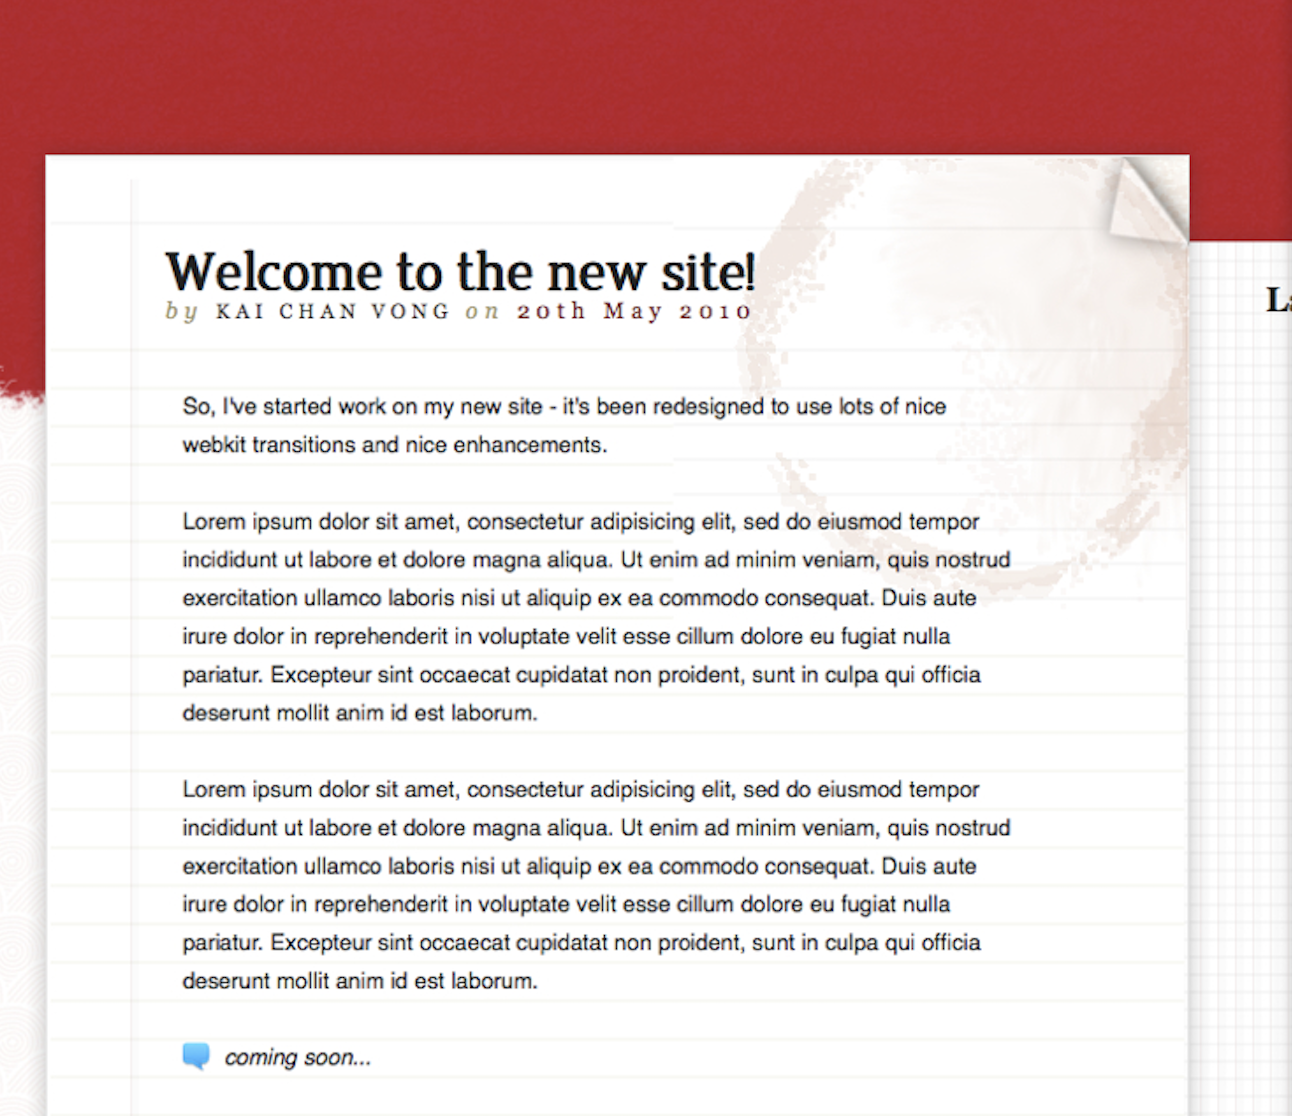 Welcome to the new site!
by KAI CHAN VONG on 20th May 2010
So, I've started work on my new site - it's been redesigned to use lots of nice
webkit transitions and nice enhancements.
Lorem ipsum dolor sit amet, consectetur adipisicing elit, sed do eiusmod tempor
incididunt ut labore et dolore magna aliqua. Ut enim ad minim veniam, quis nostrud
exercitation ullamco laboris nisi ut aliquip ex ea commodo consequat. Duis aute
irure dolor in reprehenderit in voluptate velit esse cillum dolore eu fugiat nulla
pariatur. Excepteur sint occaecat cupidatat non proident, sunt in culpa qui officia
deserunt mollit anim id est laborum.
Lorem ipsum dolor sit amet, consectetur adipisicing elit, sed do eiusmod tempor
incididunt ut labore et dolore magna aliqua. Ut enim ad minim veniam, quis nostrud
exercitation ullamco laboris nisi ut aliquip ex ea commodo consequat. Duis aute
irure dolor in reprehenderit in voluptate velit esse cillum dolore eu fugiat nulla
pariatur. Excepteur sint occaecat cupidatat non proident, sunt in culpa qui officia
deserunt mollit anim id est laborum.
coming soon...